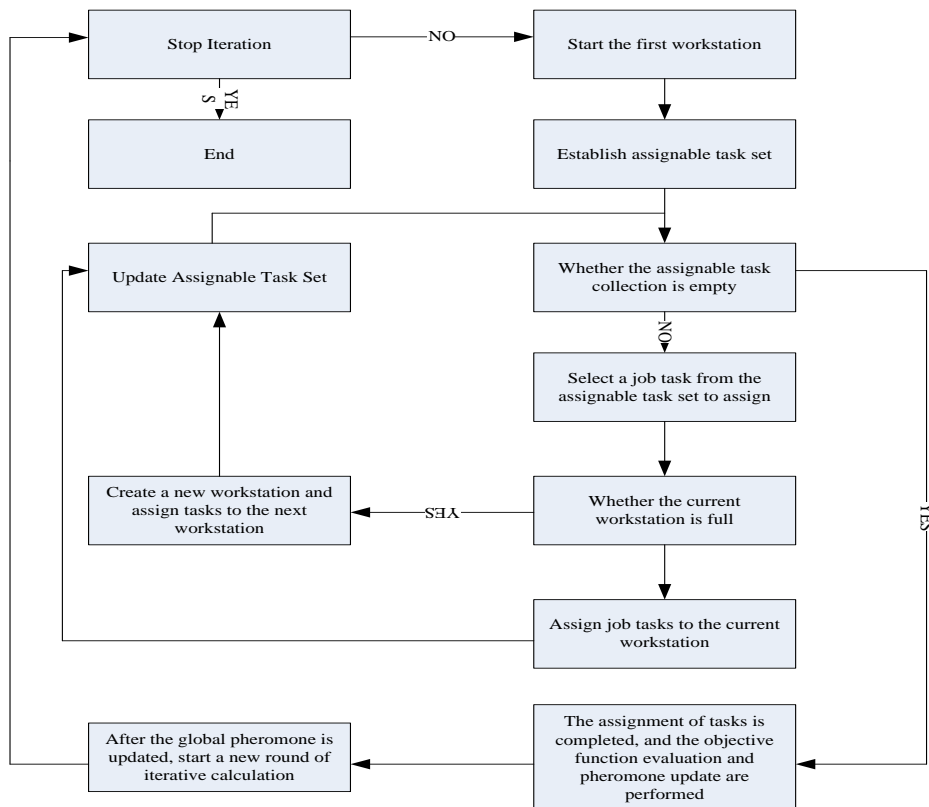 Stop Iteration
NO
Start the first workstation
YE
S
End
Establish assignable task set
Update Assignable Task Set
Whether the assignable task
collection is empty
NO
Select a job task from the
assignable task set to assign
Create a new workstation and
assign tasks to the next
workstation
YES
Whether the current
workstation is full
YES
Assign job tasks to the current
workstation
After the global pheromone is
updated, start a new round of
iterative calculation
The assignment of tasks is
completed, and the objective
function evaluation and
pheromone update are
performed